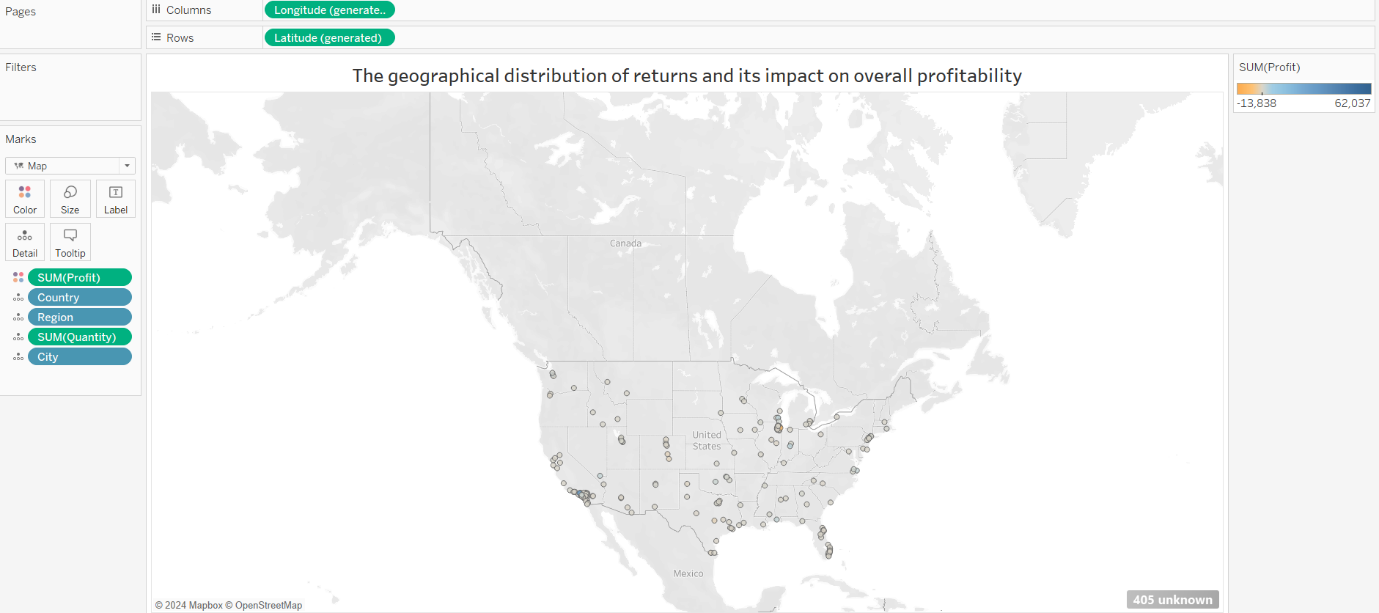 Pages
Columns
Longitude (generate..
Rows
Latitude (generated)
Filters
The geographical distribution of returns and its impact on overall profitability
SUM(Profit)
-13,838 62,037
Marks
Map
Color Size Label
Detail Tooltip
SUM(Profit)
Country
Region
SUM(Quantity)
City
Canada
United
States
Mexico
© 2024 Mapbox © OpenStreetMap
405 unknown